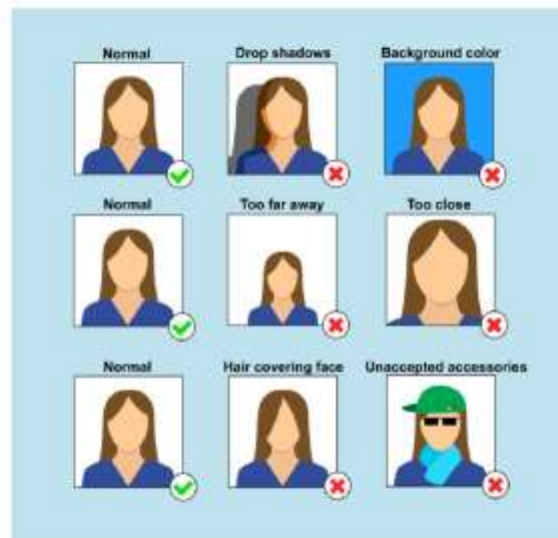 Normal
Drop shadows
Background color
Normal
Too far away
Too close
Normal
Hair covering face
Unaccepted accessories